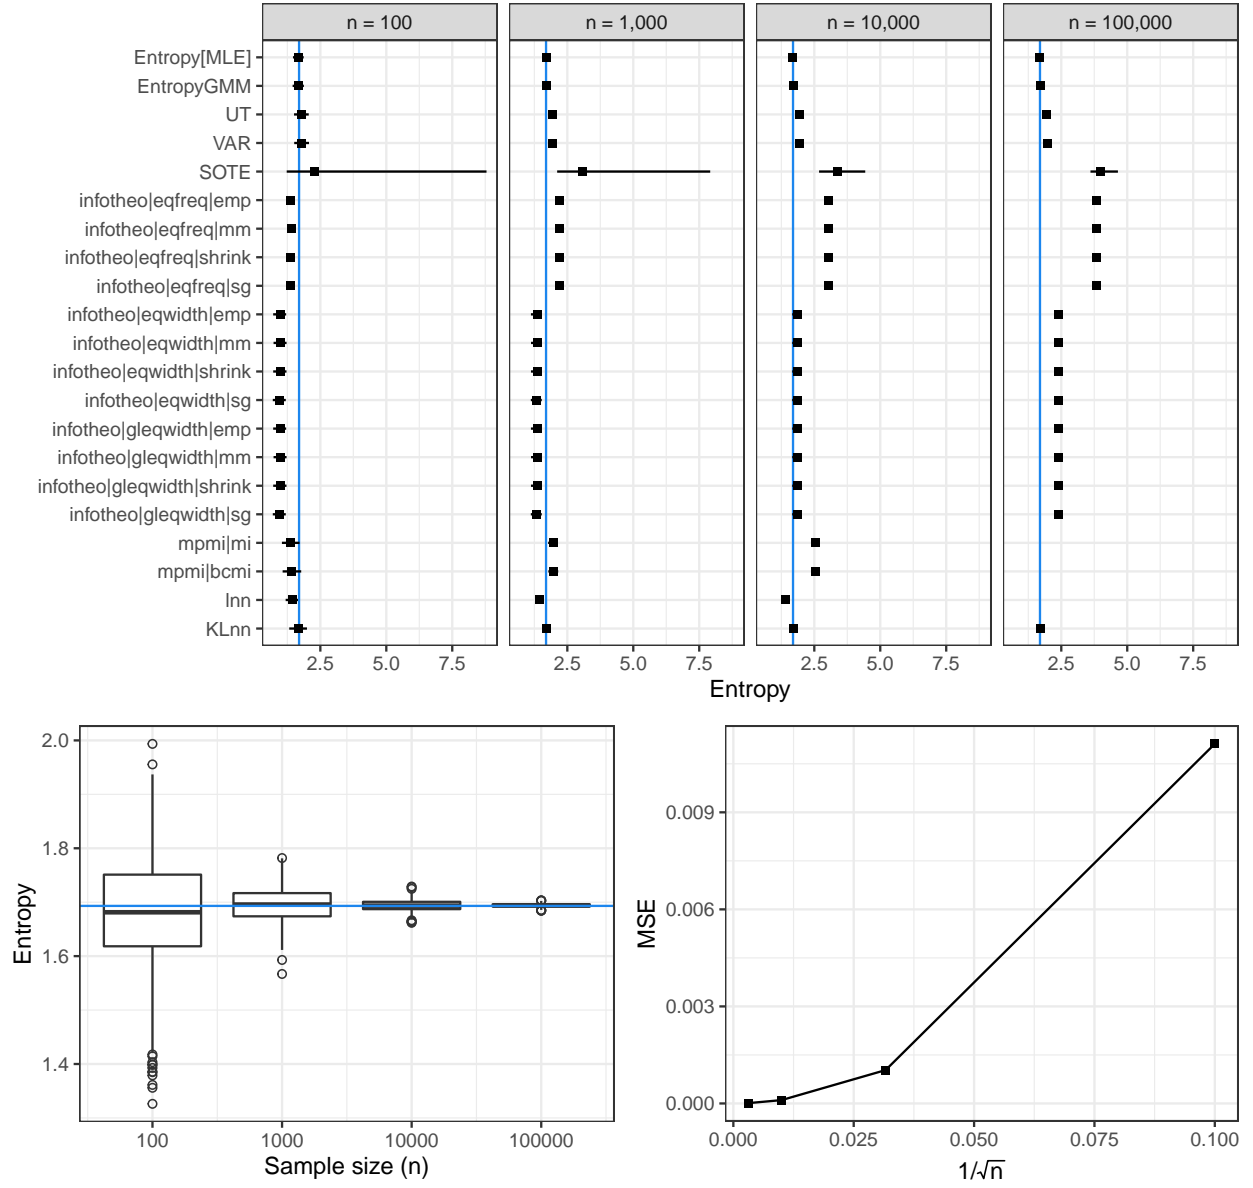 n = 100
n = 1,000
n = 10,000
n = 100,000
Entropy[MLE]
EntropyGMM
UT
VAR
SOTE
infotheo|eqfreq|emp
infotheo|eqfreq|mm
infotheo|eqfreq|shrink
infotheo|eqfreq|sg
infotheo|eqwidth|emp
infotheo|eqwidth|mm
infotheo|eqwidth|shrink
infotheo|eqwidth|sg
infotheo|gleqwidth|emp
infotheo|gleqwidth|mm
infotheo|gleqwidth|shrink
infotheo|gleqwidth|sg
mpmi|mi
mpmi|bcmi
lnn
KLnn
2.5 5.0 7.5
2.5 5.0 7.5
2.5 5.0 7.5
2.5 5.0 7.5
Entropy
Entropy
2.0
1.8
1.6
1.4
100 1000 10000 100000
Sample size (n)
MSE
0.009
0.006
0.003
0.000
0.000 0.025 0.050 0.075 0.100
1/√n